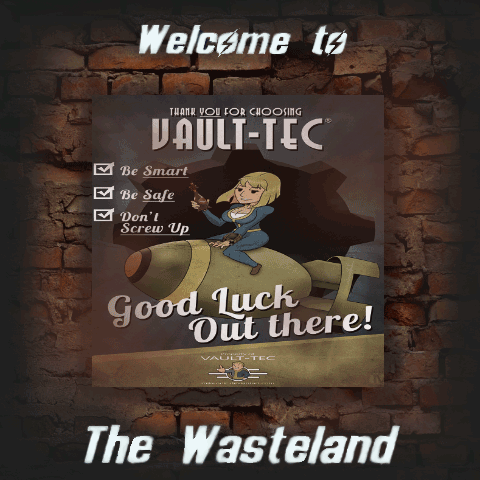 Welcome to
THANK YOU FOR CHOOSING
VAULT-TEC®
Be Smart
Be Safe
Don't
Screw Up
Good Luck
Out there!
VAULT-TEC
The Wasteland